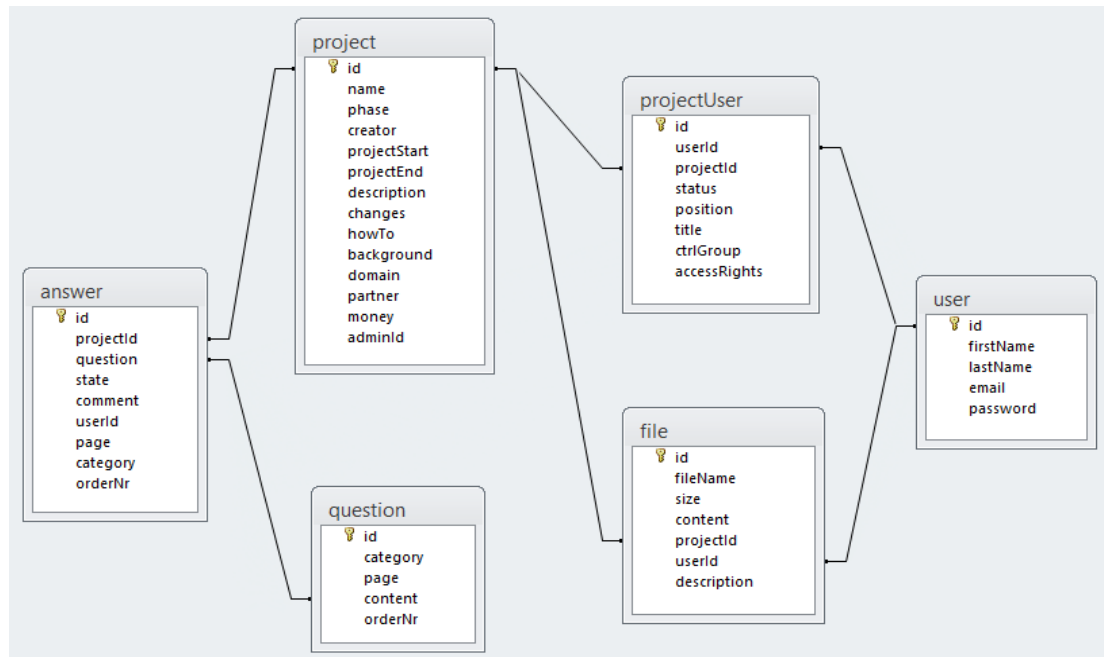 project
id
name
phase
creator
projectStart
projectEnd
description
changes
howTo
background
domain
partner
money
adminId
projectUser
id
userId
projectId
status
position
title
ctrlGroup
accessRights
answer
id
projectId
question
state
comment
userId
page
category
orderNr
user
id
firstName
lastName
email
password
file
id
fileName
size
content
projectId
userId
description
question
id
category
page
content
orderNr